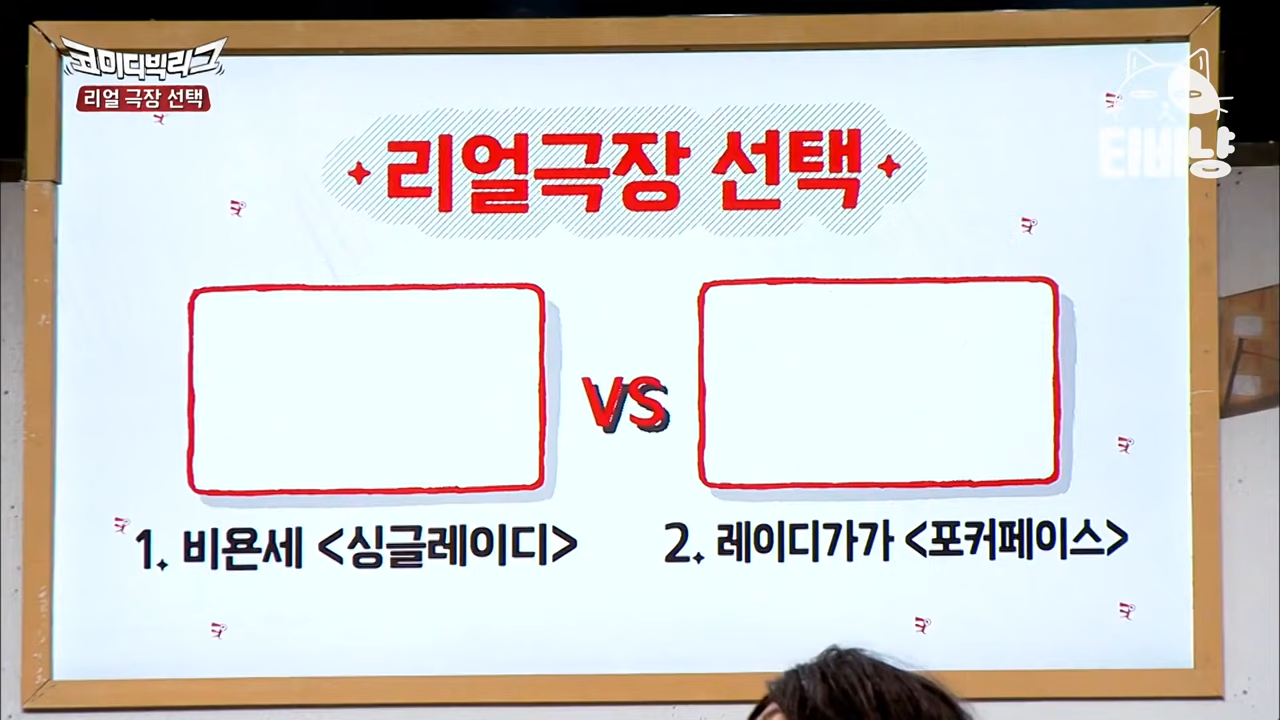 코미디빅리그
리얼 극장 선택
티비냥
리얼극장 선택
VS
1. 비욘세 <싱글레이디>
2. 레이디가가 <포커페이스>